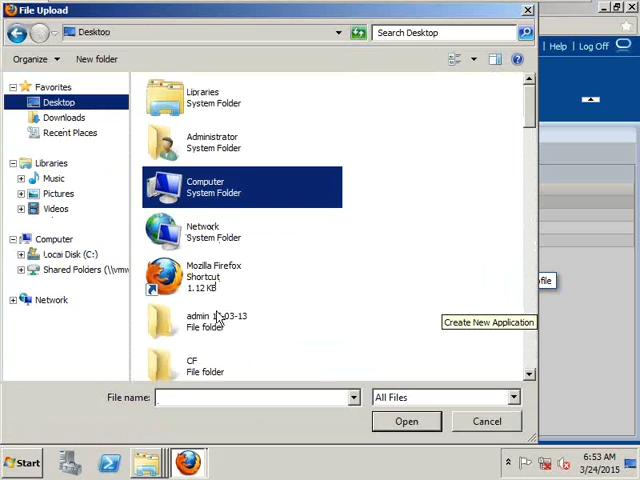 File Upload
Desktop
Search Desktop
Organize
New folder
Help
Log Off
Favorites
Desktop
Downloads
Recent Places
Libraries
Music
Pictures
Videos
Computer
Local Disk (C:)
Shared Folders (\\vmw
Network
Libraries
System Folder
Administrator
System Folder
Computer
System Folder
Network
System Folder
Mozilla Firefox
Shortcut
1.12 KB
File folder
CF
File folder
ofile
Create New Application
File name:
All Files
Open
Cancel
Start
6:53 AM
3/24/2015